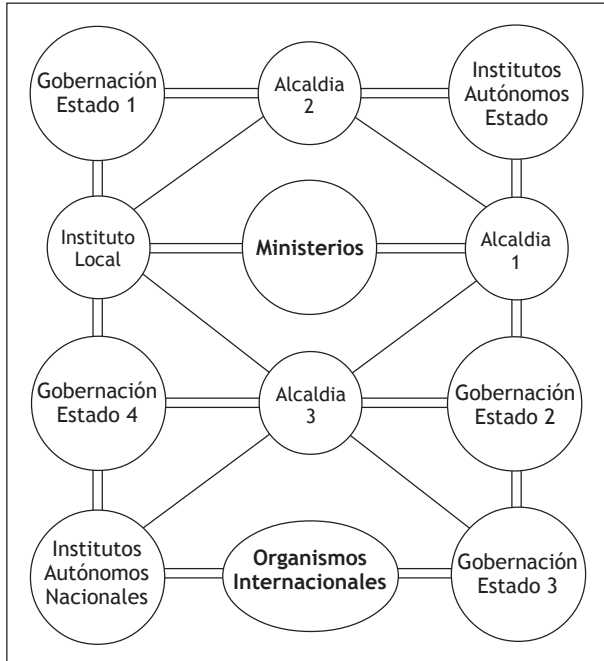 Gobernación
Estado 1
Alcaldia
2
Institutos
Autónomos
Estado
Instituto
Local
Ministerios
Alcaldia
1
Gobernación
Estado 4
Alcaldia
3
Gobernación
Estado 2
Institutos
Autónomos
Nacionales
Organismos
Internacionales
Gobernación
Estado 3